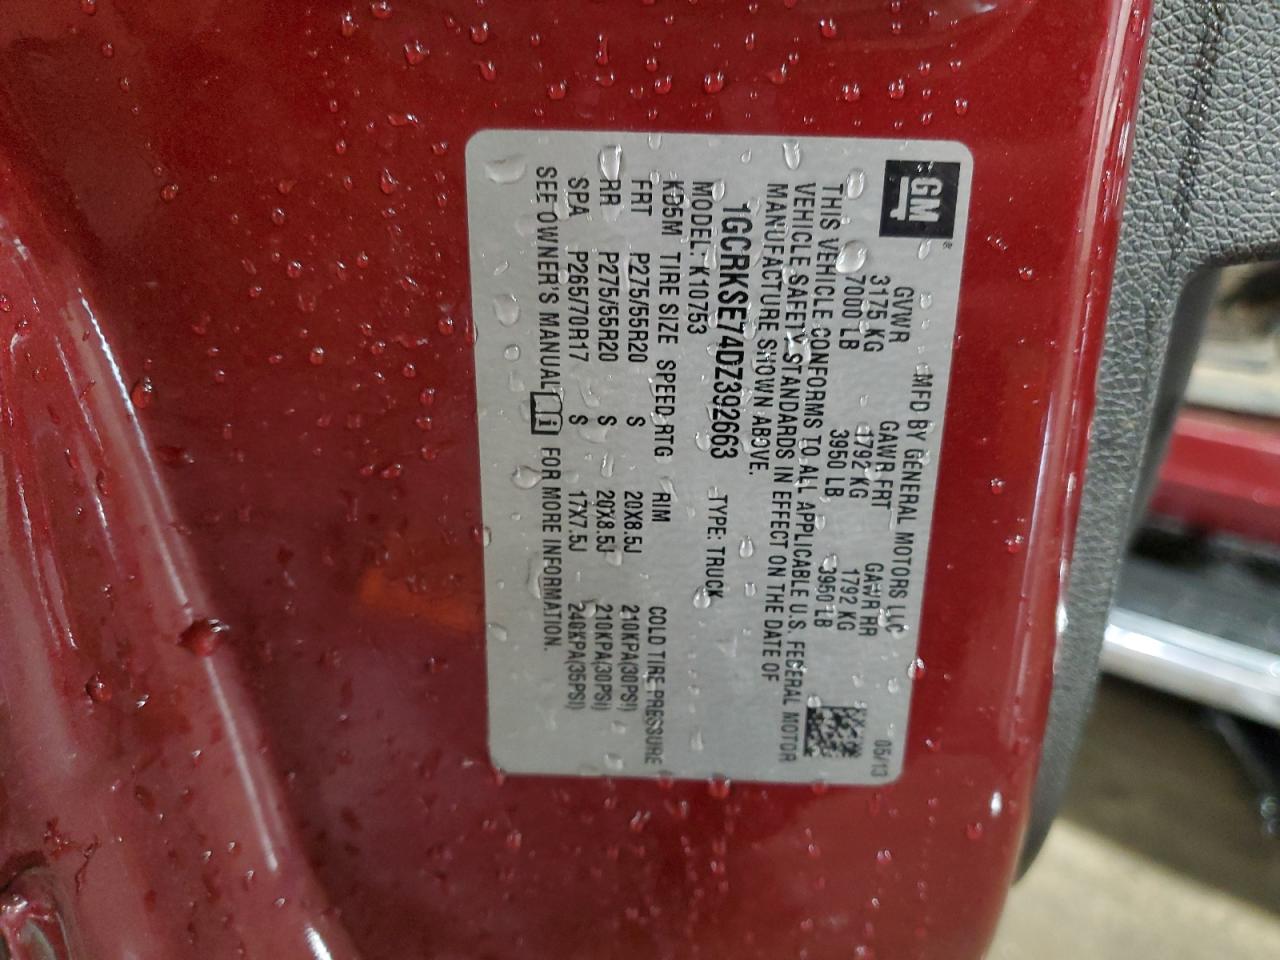 GM®
MFD BY GENERAL MOTORS LLC 05/13
GVWR GAWR FRT GAWR RR
3175 KG 1792 KG 1792 KG
7000 LB 3950 LB 3950 LB
THIS VEHICLE CONFORMS TO ALL APPLICABLE U.S. FEDERAL MOTOR
VEHICLE SAFETY STANDARDS IN EFFECT ON THE DATE OF
MANUFACTURE SHOWN ABOVE.
1GCRKSE74DZ392663 TYPE: TRUCK
MODEL: K10753
KD5M TIRE SIZE SPEED RTG RIM COLD TIRE PRESSURE
FRT P275/55R20 S 20X8.5J 210KPA(30PSI)
RR P275/55R20 S 20X8.5J 210KPA(30PSI)
SPA P265/70R17 S 17X7.5J 240KPA(35PSI)
SEE OWNER'S MANUAL FOR MORE INFORMATION.